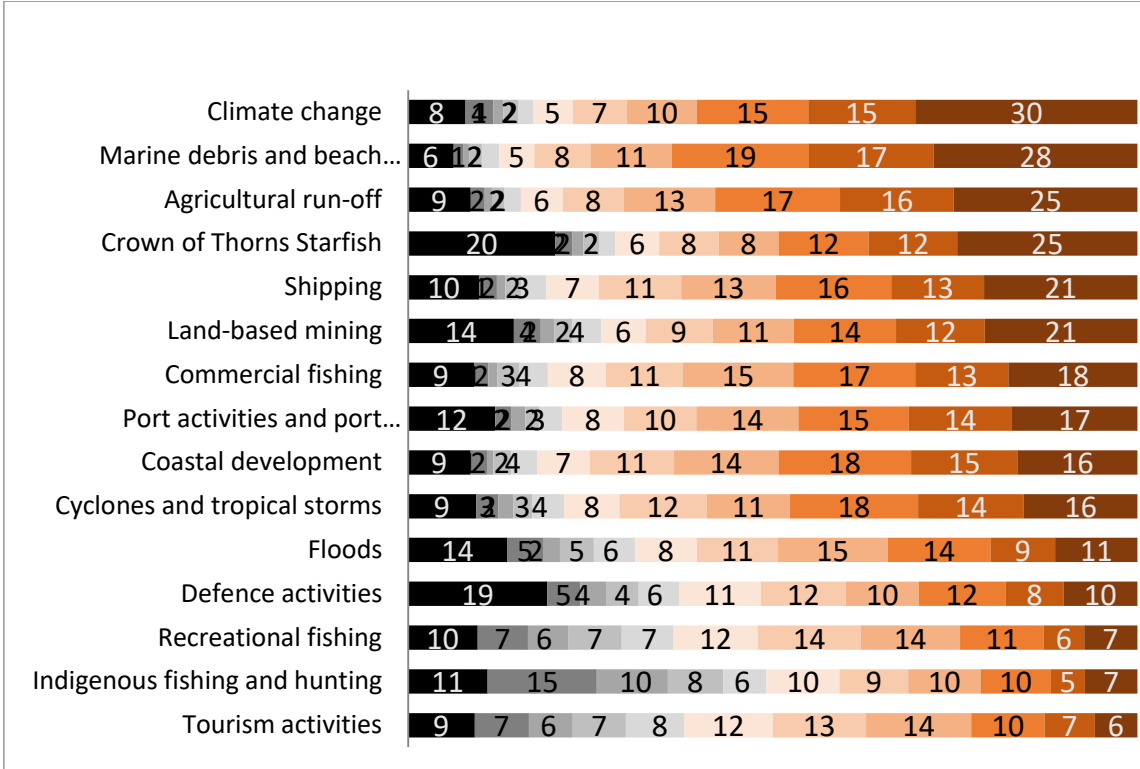 Climate change 8 4 1 2 2 5 7 10 15 15 30
Marine debris and beach... 6 1 2 5 8 11 19 17 28
Agricultural run-off 9 2 2 2 6 8 13 17 16 25
Crown of Thorns Starfish 20 2 2 2 6 8 8 12 12 25
Shipping 10 1 2 2 3 7 11 13 16 13 21
Land-based mining 14 4 2 2 4 6 9 11 14 12 21
Commercial fishing 9 2 3 4 8 11 15 17 13 18
Port activities and port... 12 2 2 2 3 8 10 14 15 14 17
Coastal development 9 2 2 4 7 11 14 18 15 16
Cyclones and tropical storms 9 3 2 3 4 8 12 11 18 14 16
Floods 14 5 2 5 6 8 11 15 14 9 11
Defence activities 19 5 4 4 6 11 12 10 12 8 10
Recreational fishing 10 7 6 7 7 12 14 14 11 6 7
Indigenous fishing and hunting 11 15 10 8 6 10 9 10 10 5 7
Tourism activities 9 7 6 7 8 12 13 14 10 7 6